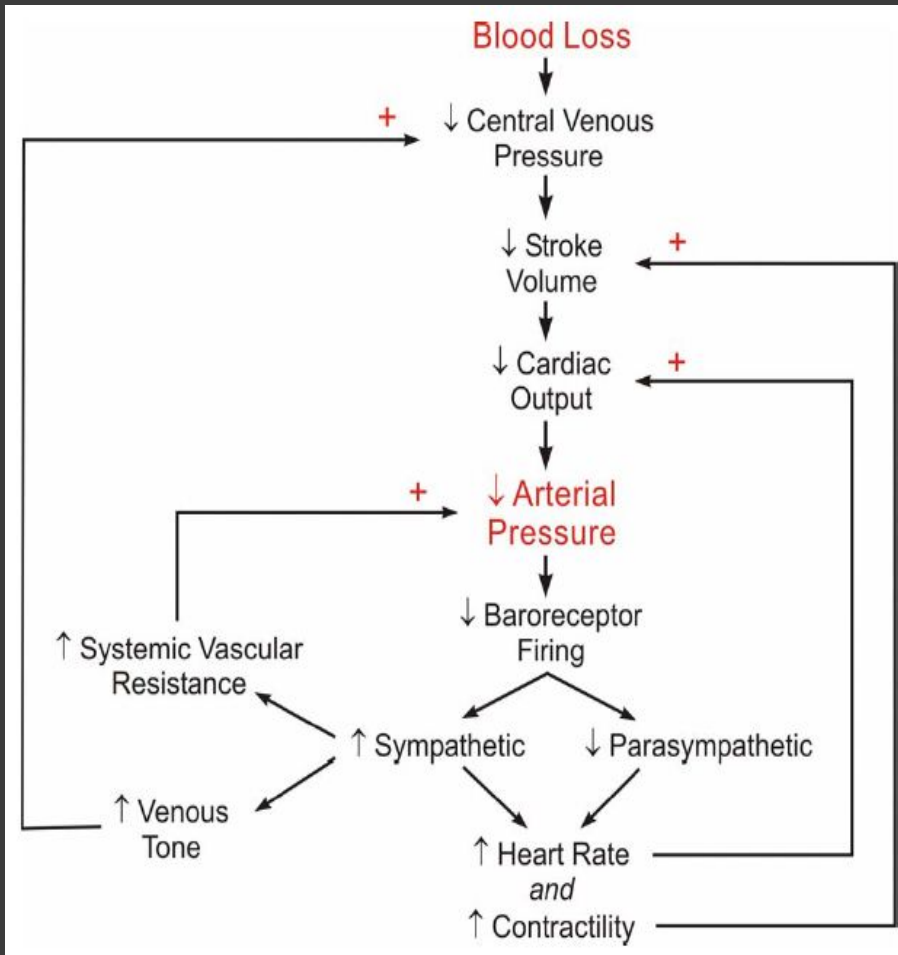 Blood Loss
+
↓ Central Venous
Pressure
↓ Stroke
+
Volume
↓ Cardiac
+
Output
+
↓ Arterial
Pressure
↓ Baroreceptor
Firing
↑ Systemic Vascular
Resistance
↑ Sympathetic
↓ Parasympathetic
↑ Venous
Tone
↑ Heart Rate
and
↑ Contractility